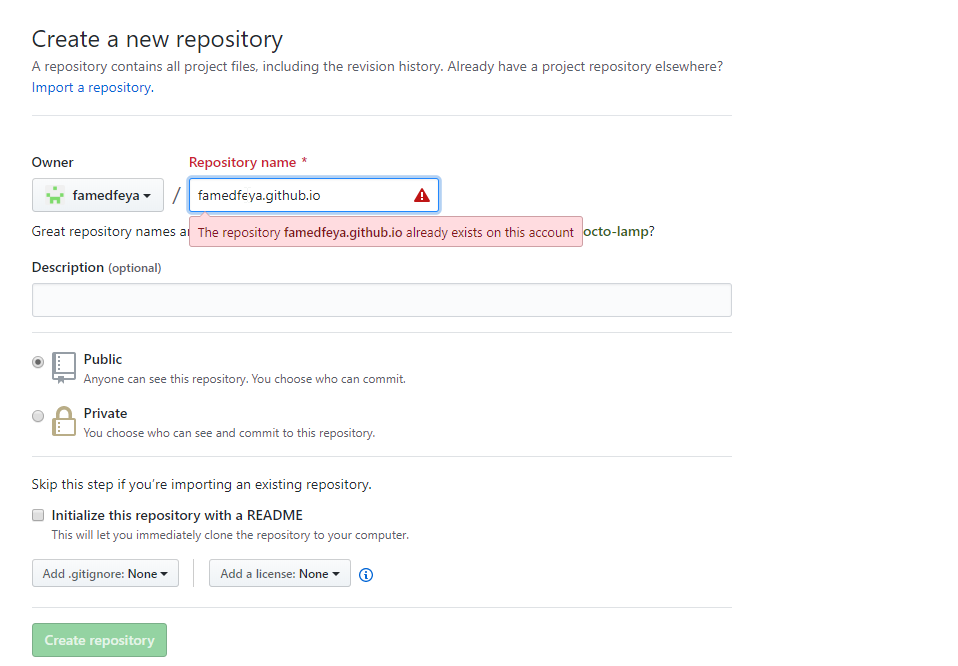 Create a new repository
A repository contains all project files, including the revision history. Already have a project repository elsewhere?
Import a repository.
Owner
Repository name *
famedfeya
/
famedfeya.github.io
The repository famedfeya.github.io already exists on this account
Great repository names a octo-lamp?
Description (optional)
Public
Anyone can see this repository. You choose who can commit.
Private
You choose who can see and commit to this repository.
Skip this step if you're importing an existing repository.
Initialize this repository with a README
This will let you immediately clone the repository to your computer.
Add .gitignore: None
Add a license: None
Create repository